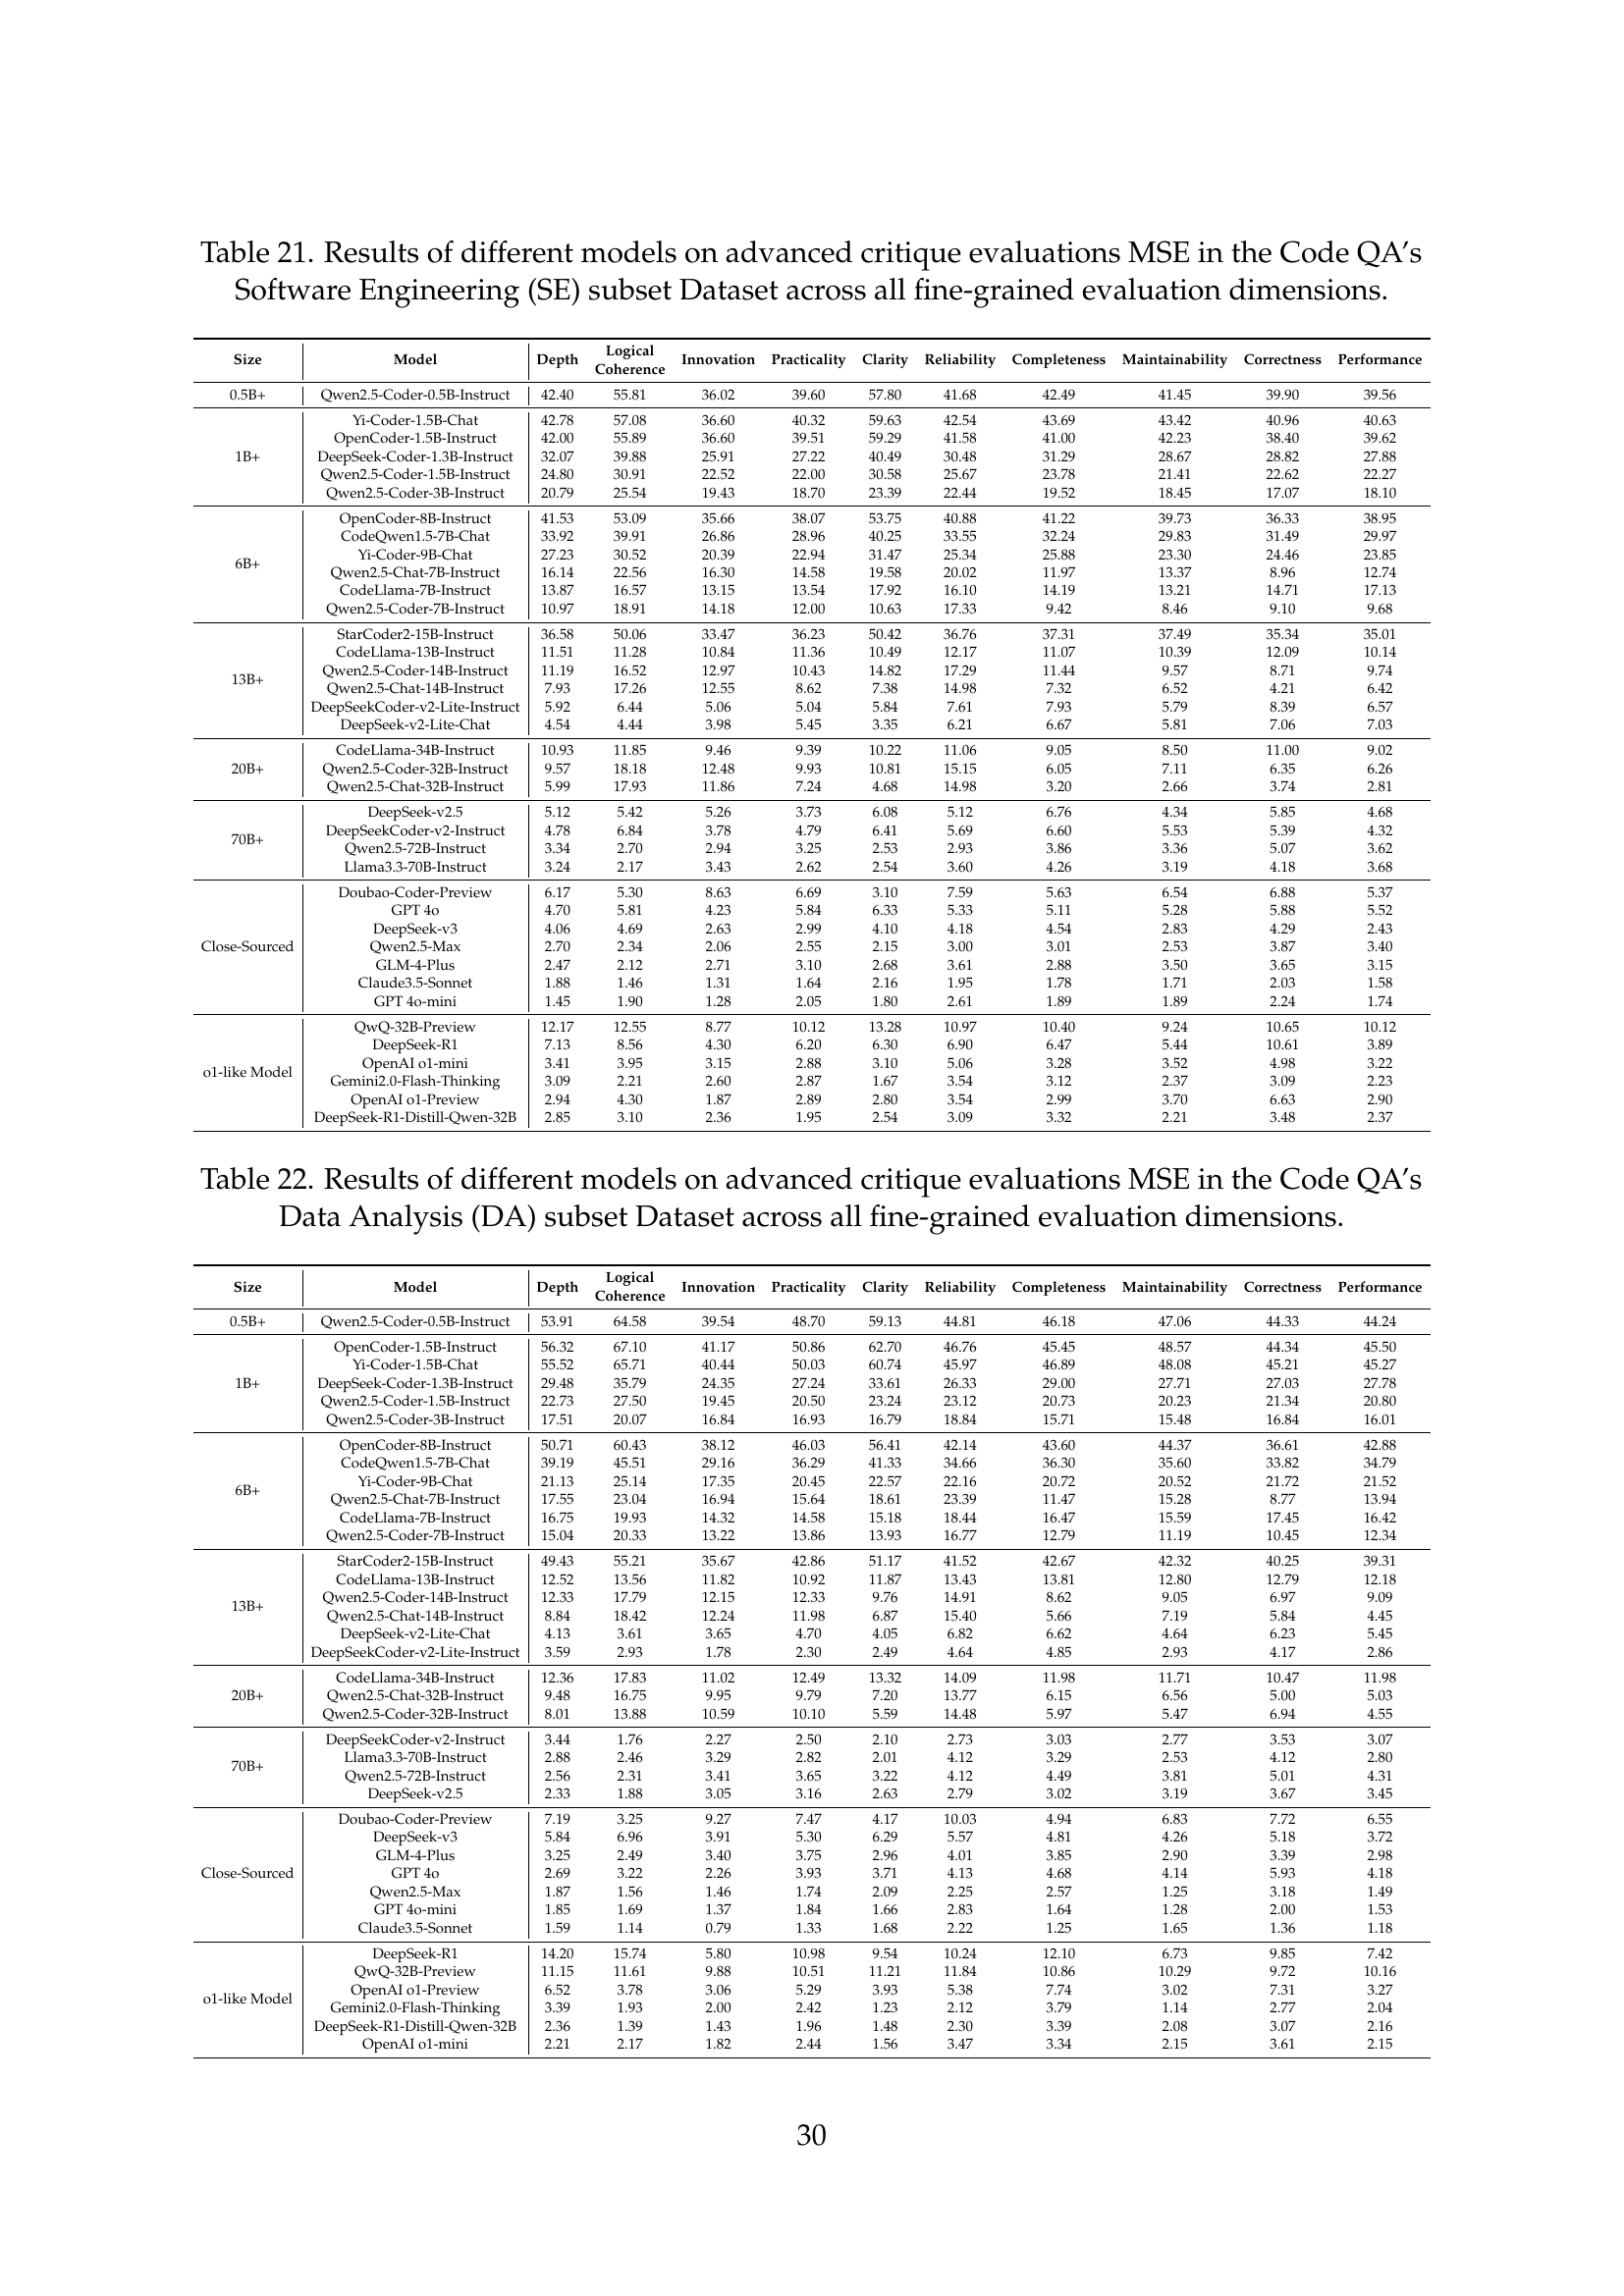 Table 21. Results of different models on advanced critique evaluations MSE in the Code QA's
Software Engineering (SE) subset Dataset across all fine-grained evaluation dimensions.
Size Model Depth Logical Coherence Innovation Practicality Clarity Reliability Completeness Maintainability Correctness Performance
0.5B+ Qwen2.5-Coder-0.5B-Instruct 42.40 55.81 36.02 39.60 57.80 41.68 42.49 41.45 39.90 39.56
1B+
Yi-Coder-1.5B-Chat 42.78 57.08 36.60 40.32 59.63 42.54 43.69 43.42 40.96 40.63
OpenCoder-1.5B-Instruct 42.00 55.89 36.60 39.51 59.29 41.58 41.00 42.23 38.40 39.62
DeepSeek-Coder-1.3B-Instruct 32.07 39.88 25.91 27.22 40.49 30.48 31.29 28.67 28.82 27.88
Qwen2.5-Coder-1.5B-Instruct 24.80 30.91 22.52 22.00 30.58 25.67 23.78 21.41 22.62 22.27
Qwen2.5-Coder-3B-Instruct 20.79 25.54 19.43 18.70 23.39 22.44 19.52 18.45 17.07 18.10
6B+
OpenCoder-8B-Instruct 41.53 53.09 35.66 38.07 53.75 40.88 41.22 39.73 36.33 38.95
CodeQwen1.5-7B-Chat 33.92 39.91 26.86 28.96 40.25 33.55 32.24 29.83 31.49 29.97
Yi-Coder-9B-Chat 27.23 30.52 20.39 22.94 31.47 25.34 25.88 23.30 24.46 23.85
Qwen2.5-Chat-7B-Instruct 16.14 22.56 16.30 14.58 19.58 20.02 11.97 13.37 8.96 12.74
CodeLlama-7B-Instruct 13.87 16.57 13.15 13.54 17.92 16.10 14.19 13.21 14.71 17.13
Qwen2.5-Coder-7B-Instruct 10.97 18.91 14.18 12.00 10.63 17.33 9.42 8.46 9.10 9.68
13B+
StarCoder2-15B-Instruct 36.58 50.06 33.47 36.23 50.42 36.76 37.31 37.49 35.34 35.01
CodeLlama-13B-Instruct 11.51 11.28 10.84 11.36 10.49 12.17 11.07 10.39 12.09 10.14
Qwen2.5-Coder-14B-Instruct 11.19 16.52 12.97 10.43 14.82 17.29 11.44 9.57 8.71 9.74
Qwen2.5-Chat-14B-Instruct 7.93 17.26 12.55 8.62 7.38 14.98 7.32 6.52 4.21 6.42
DeepSeekCoder-v2-Lite-Instruct 5.92 6.44 5.06 5.04 5.84 7.61 7.93 5.79 8.39 6.57
DeepSeek-v2-Lite-Chat 4.54 4.44 3.98 5.45 3.35 6.21 6.67 5.81 7.06 7.03
20B+
CodeLlama-34B-Instruct 10.93 11.85 9.46 9.39 10.22 11.06 9.05 8.50 11.00 9.02
Qwen2.5-Coder-32B-Instruct 9.57 18.18 12.48 9.93 10.81 15.15 6.05 7.11 6.35 6.26
Qwen2.5-Chat-32B-Instruct 5.99 17.93 11.86 7.24 4.68 14.98 3.20 2.66 3.74 2.81
70B+
DeepSeek-v2.5 5.12 5.42 5.26 3.73 6.08 5.12 6.76 4.34 5.85 4.68
DeepSeekCoder-v2-Instruct 4.78 6.84 3.78 4.79 6.41 5.69 6.60 5.53 5.39 4.32
Qwen2.5-72B-Instruct 3.34 2.70 2.94 3.25 2.53 2.93 3.86 3.36 5.07 3.62
Llama3.3-70B-Instruct 3.24 2.17 3.43 2.62 2.54 3.60 4.26 3.19 4.18 3.68
Close-Sourced
Doubao-Coder-Preview 6.17 5.30 8.63 6.69 3.10 7.59 5.63 6.54 6.88 5.37
GPT 4o 4.70 5.81 4.23 5.84 6.33 5.33 5.11 5.28 5.88 5.52
DeepSeek-v3 4.06 4.69 2.63 2.99 4.10 4.18 4.54 2.83 4.29 2.43
Qwen2.5-Max 2.70 2.34 2.06 2.55 2.15 3.00 3.01 2.53 3.87 3.40
GLM-4-Plus 2.47 2.12 2.71 3.10 2.68 3.61 2.88 3.50 3.65 3.15
Claude3.5-Sonnet 1.88 1.46 1.31 1.64 2.16 1.95 1.78 1.71 2.03 1.58
GPT 4o-mini 1.45 1.90 1.28 2.05 1.80 2.61 1.89 1.89 2.24 1.74
o1-like Model
QwQ-32B-Preview 12.17 12.55 8.77 10.12 13.28 10.97 10.40 9.24 10.65 10.12
DeepSeek-R1 7.13 8.56 4.30 6.20 6.30 6.90 6.47 5.44 10.61 3.89
OpenAI o1-mini 3.41 3.95 3.15 2.88 3.10 5.06 3.28 3.52 4.98 3.22
Gemini2.0-Flash-Thinking 3.09 2.21 2.60 2.87 1.67 3.54 3.12 2.37 3.09 2.23
OpenAI o1-Preview 2.94 4.30 1.87 2.89 2.80 3.54 2.99 3.70 6.63 2.90
DeepSeek-R1-Distill-Qwen-32B 2.85 3.10 2.36 1.95 2.54 3.09 3.32 2.21 3.48 2.37
Table 22. Results of different models on advanced critique evaluations MSE in the Code QA's
Data Analysis (DA) subset Dataset across all fine-grained evaluation dimensions.
Size Model Depth Logical Coherence Innovation Practicality Clarity Reliability Completeness Maintainability Correctness Performance
0.5B+ Qwen2.5-Coder-0.5B-Instruct 53.91 64.58 39.54 48.70 59.13 44.81 46.18 47.06 44.33 44.24
1B+
OpenCoder-1.5B-Instruct 56.32 67.10 41.17 50.86 62.70 46.76 45.45 48.57 44.34 45.50
Yi-Coder-1.5B-Chat 55.52 65.71 40.44 50.03 60.74 45.97 46.89 48.08 45.21 45.27
DeepSeek-Coder-1.3B-Instruct 29.48 35.79 24.35 27.24 33.61 26.33 29.00 27.71 27.03 27.78
Qwen2.5-Coder-1.5B-Instruct 22.73 27.50 19.45 20.50 23.24 23.12 20.73 20.23 21.34 20.80
Qwen2.5-Coder-3B-Instruct 17.51 20.07 16.84 16.93 16.79 18.84 15.71 15.48 16.84 16.01
6B+
OpenCoder-8B-Instruct 50.71 60.43 38.12 46.03 56.41 42.14 43.60 44.37 36.61 42.88
CodeQwen1.5-7B-Chat 39.19 45.51 29.16 36.29 41.33 34.66 36.30 35.60 33.82 34.79
Yi-Coder-9B-Chat 21.13 25.14 17.35 20.45 22.57 22.16 20.72 20.52 21.72 21.52
Qwen2.5-Chat-7B-Instruct 17.55 23.04 16.94 15.64 18.61 23.39 11.47 15.28 8.77 13.94
CodeLlama-7B-Instruct 16.75 19.93 14.32 14.58 15.18 18.44 16.47 15.59 17.45 16.42
Qwen2.5-Coder-7B-Instruct 15.04 20.33 13.22 13.86 13.93 16.77 12.79 11.19 10.45 12.34
13B+
StarCoder2-15B-Instruct 49.43 55.21 35.67 42.86 51.17 41.52 42.67 42.32 40.25 39.31
CodeLlama-13B-Instruct 12.52 13.56 11.82 10.92 11.87 13.43 13.81 12.80 12.79 12.18
Qwen2.5-Coder-14B-Instruct 12.33 17.79 12.15 12.33 9.76 14.91 8.62 9.05 6.97 9.09
Qwen2.5-Chat-14B-Instruct 8.84 18.42 12.24 11.98 6.87 15.40 5.66 7.19 5.84 4.45
DeepSeek-v2-Lite-Chat 4.13 3.61 3.65 4.70 4.05 6.82 6.62 4.64 6.23 5.45
DeepSeekCoder-v2-Lite-Instruct 3.59 2.93 1.78 2.30 2.49 4.64 4.85 2.93 4.17 2.86
20B+
CodeLlama-34B-Instruct 12.36 17.83 11.02 12.49 13.32 14.09 11.98 11.71 10.47 11.98
Qwen2.5-Chat-32B-Instruct 9.48 16.75 9.95 9.79 7.20 13.77 6.15 6.56 5.00 5.03
Qwen2.5-Coder-32B-Instruct 8.01 13.88 10.59 10.10 5.59 14.48 5.97 5.47 6.94 4.55
70B+
DeepSeekCoder-v2-Instruct 3.44 1.76 2.27 2.50 2.10 2.73 3.03 2.77 3.53 3.07
Llama3.3-70B-Instruct 2.88 2.46 3.29 2.82 2.01 4.12 3.29 2.53 4.12 2.80
Qwen2.5-72B-Instruct 2.56 2.31 3.41 3.65 3.22 4.12 4.49 3.81 5.01 4.31
DeepSeek-v2.5 2.33 1.88 3.05 3.16 2.63 2.79 3.02 3.19 3.67 3.45
Close-Sourced
Doubao-Coder-Preview 7.19 3.25 9.27 7.47 4.17 10.03 4.94 6.83 7.72 6.55
DeepSeek-v3 5.84 6.96 3.91 5.30 6.29 5.57 4.81 4.26 5.18 3.72
GLM-4-Plus 3.25 2.49 3.40 3.75 2.96 4.01 3.85 2.90 3.39 2.98
GPT 4o 2.69 3.22 2.26 3.93 3.71 4.13 4.68 4.14 5.93 4.18
Qwen2.5-Max 1.87 1.56 1.46 1.74 2.09 2.25 2.57 1.25 3.18 1.49
GPT 4o-mini 1.85 1.69 1.37 1.84 1.66 2.83 1.64 1.28 2.00 1.53
Claude3.5-Sonnet 1.59 1.14 0.79 1.33 1.68 2.22 1.25 1.65 1.36 1.18
o1-like Model
DeepSeek-R1 14.20 15.74 5.80 10.98 9.54 10.24 12.10 6.73 9.85 7.42
QwQ-32B-Preview 11.15 11.61 9.88 10.51 11.21 11.84 10.86 10.29 9.72 10.16
OpenAI o1-Preview 6.52 3.78 3.06 5.29 3.93 5.38 7.74 3.02 7.31 3.27
Gemini2.0-Flash-Thinking 3.39 1.93 2.00 2.42 1.23 2.12 3.79 1.14 2.77 2.04
DeepSeek-R1-Distill-Qwen-32B 2.36 1.39 1.43 1.96 1.48 2.30 3.39 2.08 3.07 2.16
OpenAI o1-mini 2.21 2.17 1.82 2.44 1.56 3.47 3.34 2.15 3.61 2.15
30